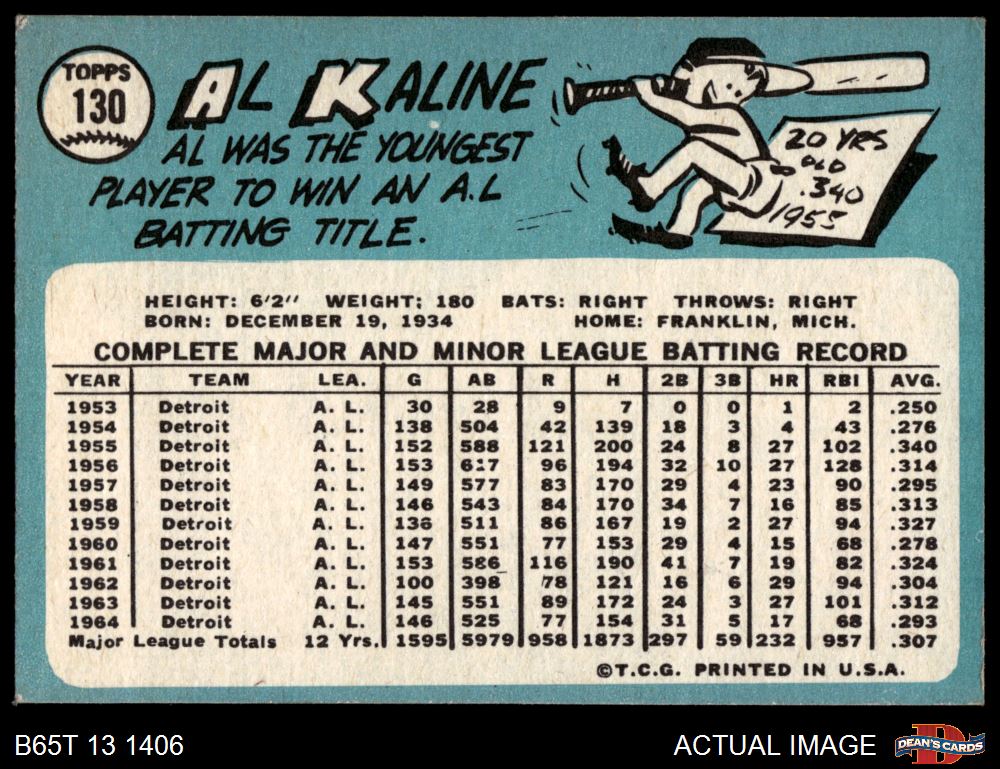 TOPPS
130
AL KALINE
AL WAS THE YOUNGEST
PLAYER TO WIN AN A.L
BATTING TITLE.
20 YRS
OLD
.340
1955
HEIGHT: 6'2" WEIGHT: 180 BATS: RIGHT THROWS: RIGHT
BORN: DECEMBER 19, 1934 HOME: FRANKLIN, MICH.
COMPLETE MAJOR AND MINOR LEAGUE BATTING RECORD
YEAR TEAM LEA. G AB R H 2B 3B HR RBI AVG.
1953 Detroit A. L. 30 28 9 7 0 0 1 2 .250
1954 Detroit A. L. 138 504 42 139 18 3 4 43 .276
1955 Detroit A. L. 152 588 121 200 24 8 27 102 .340
1956 Detroit A. L. 153 617 96 194 32 10 27 128 .314
1957 Detroit A. L. 149 577 83 170 29 4 23 90 .295
1958 Detroit A. L. 146 543 84 170 34 7 16 85 .313
1959 Detroit A. L. 136 511 86 167 19 2 27 94 .327
1960 Detroit A. L. 147 551 77 153 29 4 15 68 .278
1961 Detroit A. L. 153 586 116 190 41 7 19 82 .324
1962 Detroit A. L. 100 398 78 121 16 6 29 94 .304
1963 Detroit A. L. 145 551 89 172 24 3 27 101 .312
1964 Detroit A. L. 146 525 77 154 31 5 17 68 .293
Major League Totals 12 Yrs. 1595 5979 958 1873 297 59 232 957 .307
©T.C.G. PRINTED IN U.S.A.
B65T 13 1406 ACTUAL IMAGE
D
DEAN'S CARDS